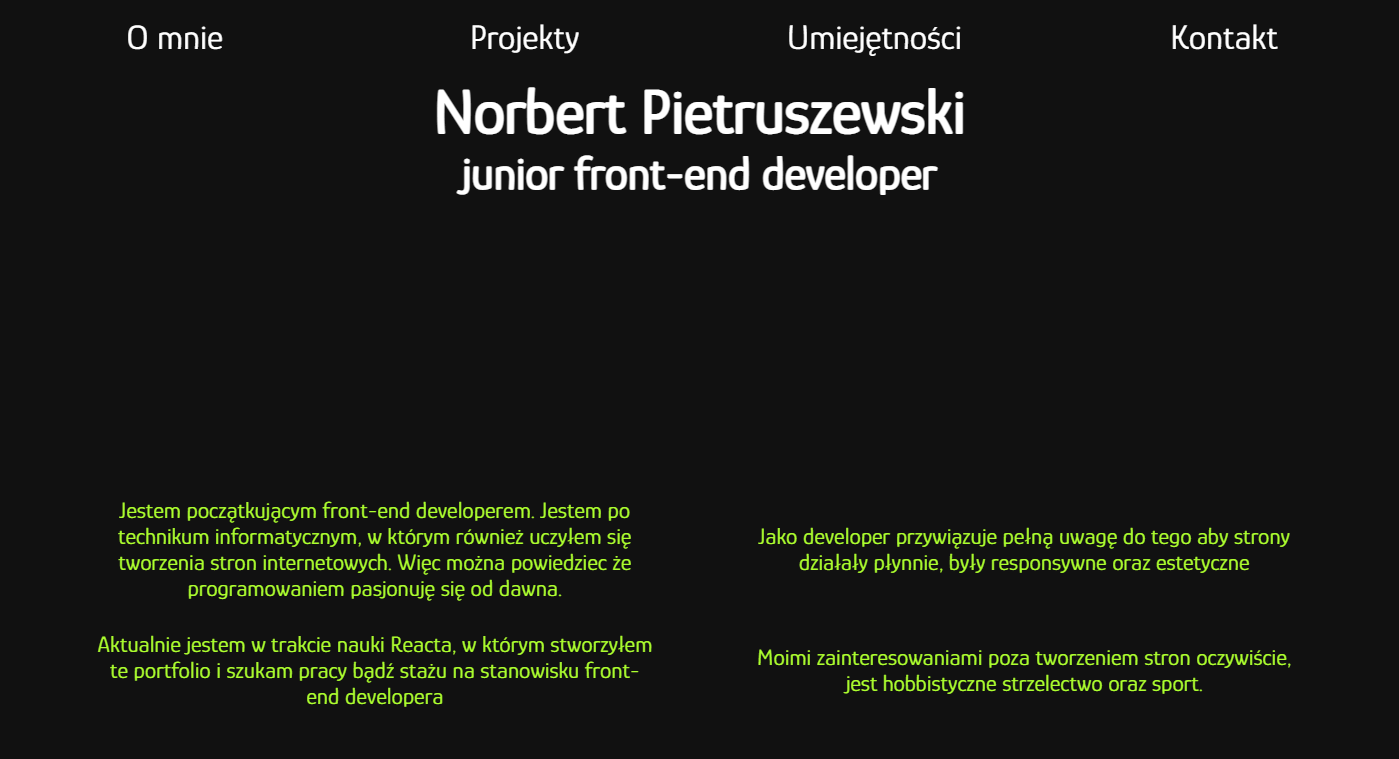 O mnie Projekty Umiejętności Kontakt
Norbert Pietruszewski
junior front-end developer
Jestem początkującym front-end developerem. Jestem po
technikum informatycznym, w którym również uczyłem się
tworzenia stron internetowych. Więc można powiedziec że
programowaniem pasjonuję się od dawna.
Jako developer przywiązuje pełną uwagę do tego aby strony
działały płynnie, były responsywne oraz estetyczne
Aktualnie jestem w trakcie nauki Reacta, w którym stworzyłem
te portfolio i szukam pracy bądź stażu na stanowisku front-
end developera
Moimi zainteresowaniami poza tworzeniem stron oczywiście,
jest hobbistyczne strzelectwo oraz sport.